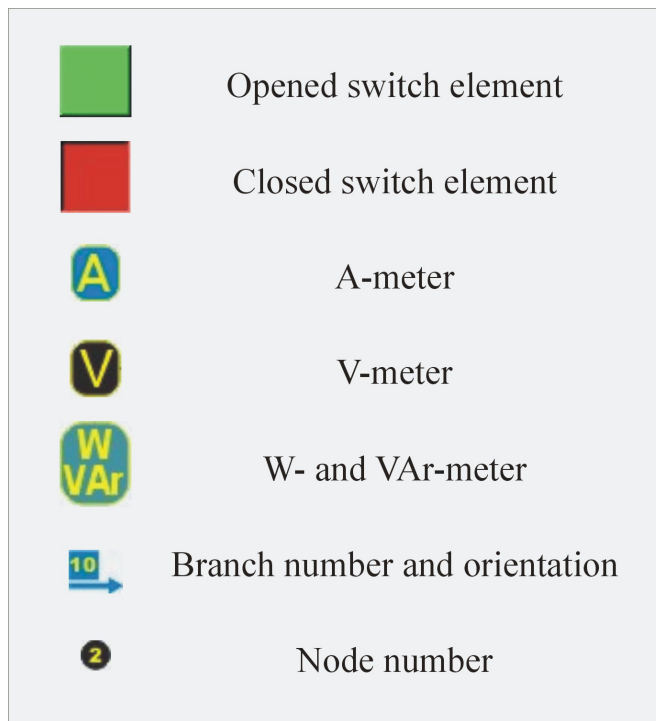 Opened switch element
Closed switch element
A A-meter
V V-meter
W
VAr W- and VAr-meter
10 Branch number and orientation
2 Node number